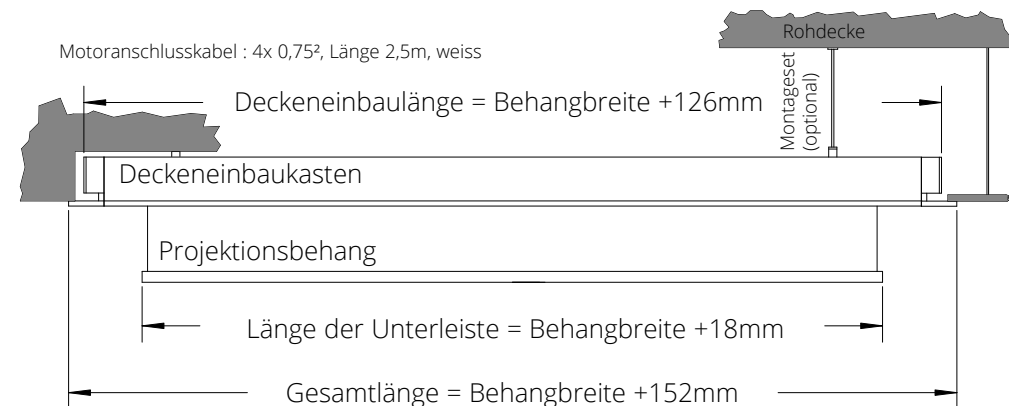 Rohdecke
Motoranschlusskabel : 4x 0,75², Länge 2,5m, weiss
Montageset
(optional)
Deckeneinbaulänge = Behangbreite +126mm
Deckeneinbaukasten
Projektionsbehang
Länge der Unterleiste = Behangbreite +18mm
Gesamtlänge = Behangbreite +152mm